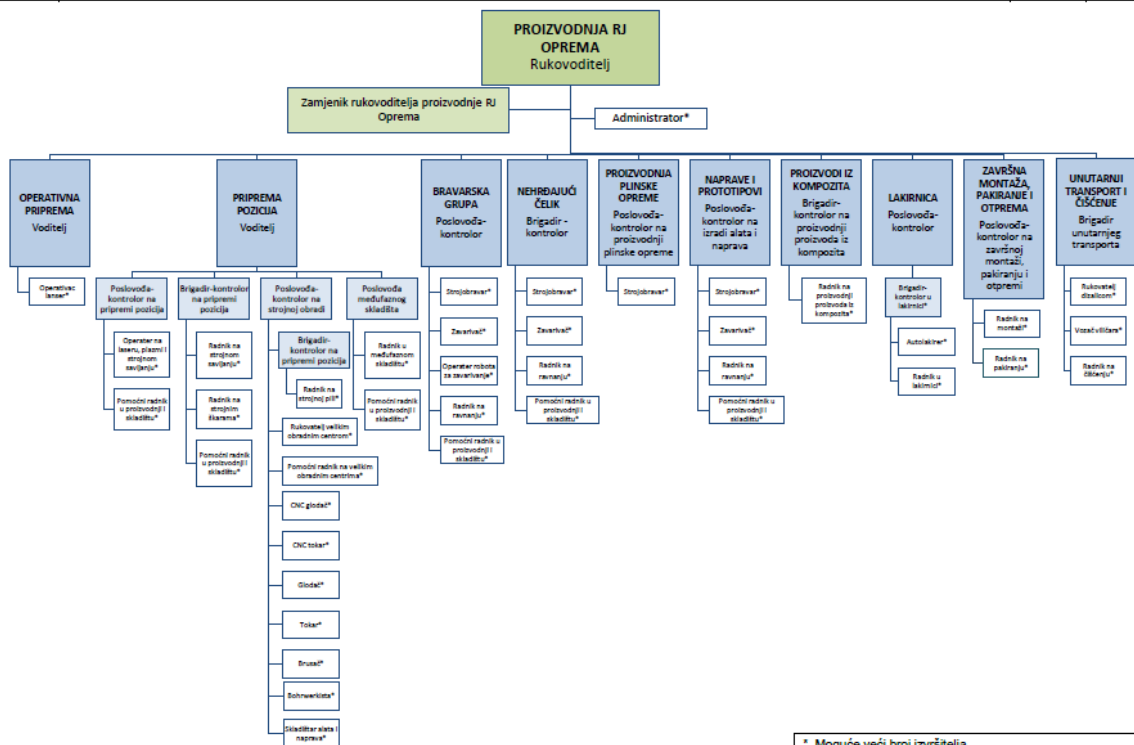 PROIZVODNJA RJ
OPREMA
Rukovoditelj
Zamjenik rukovoditelja proizvodnje RJ
Oprema
Administrator*
OPERATIVNA
PRIPREMA
Voditelj
PRIPREMA
POZICIJA
Voditelj
BRAVARSKA
GRUPA
Poslovođa-
kontrolor
NEHRĐAJUĆI
ČELIK
Brigadir -
kontrolor
PROIZVODNJA
PLINSKE
OPREME
Poslovođa-
kontrolor na
proizvodnji
plinske opreme
NAPRAVE I
PROTOTIPOVI
Poslovođa-
kontrolor na
izradi alata i
naprava
PROIZVODI IZ
KOMPOZITA
Brigadir-
kontrolor na
proizvodnji
proizvoda iz
kompozita
LAKIRNICA
Poslovođa-
kontrolor
ZAVRŠNA
MONTAŽA,
PAKIRANJE I
OTPREMA
Poslovođa-
kontrolor na
završnoj
montaži,
pakiranju i
otpremi
UNUTARNJI
TRANSPORT I
ČIŠĆENJE
Brigadir
unutarnjeg
transporta
Operativac
lanser*
Poslovođa-
kontrolor na
pripremi pozicija
Operater na
laseru, plazmi i
strojnom
savijanju*
Pomoćni radnik
u proizvodnji i
skladištu*
Brigadir-kontrolor
na pripremi
pozicija
Radnik na
strojnom
savijanju*
Radnik na
strojnim
škarama*
Pomoćni radnik
u proizvodnji i
skladištu*
Poslovođa-
kontrolor na
strojnoj obradi
Brigadir-
kontrolor na
pripremi pozicija
Radnik na
strojnoj pili*
Rukovatelj velikim
obradnim centrom*
Pomoćni radnik na velikim
obradnim centrima*
CNC glodač*
CNC tokar*
Glodač*
Tokar*
Brusač*
Bohrwerkista*
Skladištar alata i
naprava*
Poslovođa
međufaznog
skladišta
Radnik u
međufaznom
skladištu*
Pomoćni radnik
u proizvodnji i
skladištu*
Strojobravar*
Zavarivač*
Operater robota
za zavarivanje*
Radnik na
ravnanju*
Pomoćni radnik u
proizvodnji i
skladištu*
Strojobravar*
Zavarivač*
Radnik na
ravnanju*
Pomoćni radnik u
proizvodnji i
skladištu*
Strojobravar*
Strojobravar*
Zavarivač*
Radnik na
ravnanju*
Pomoćni radnik u
proizvodnji i
skladištu*
Radnik na
proizvodnji
proizvoda iz
kompozita*
Brigadir-
kontrolor u
lakirnici*
Autolakirer*
Radnik u
lakirnici*
Radnik na
montaži*
Radnik na
pakiranju*
Rukovatelj
dizalicom*
Vozač viličara*
Radnik na
čišćenju*
* Moguće veći broj izvršitelja